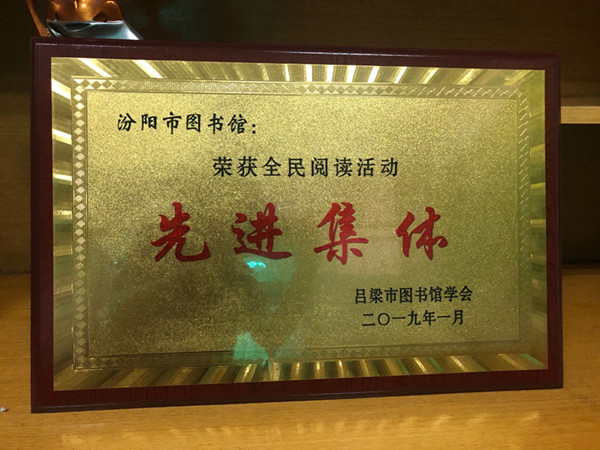 汾阳市图书馆：
荣获全民阅读活动
先进集体
吕梁市图书馆学会
二〇一九年一月